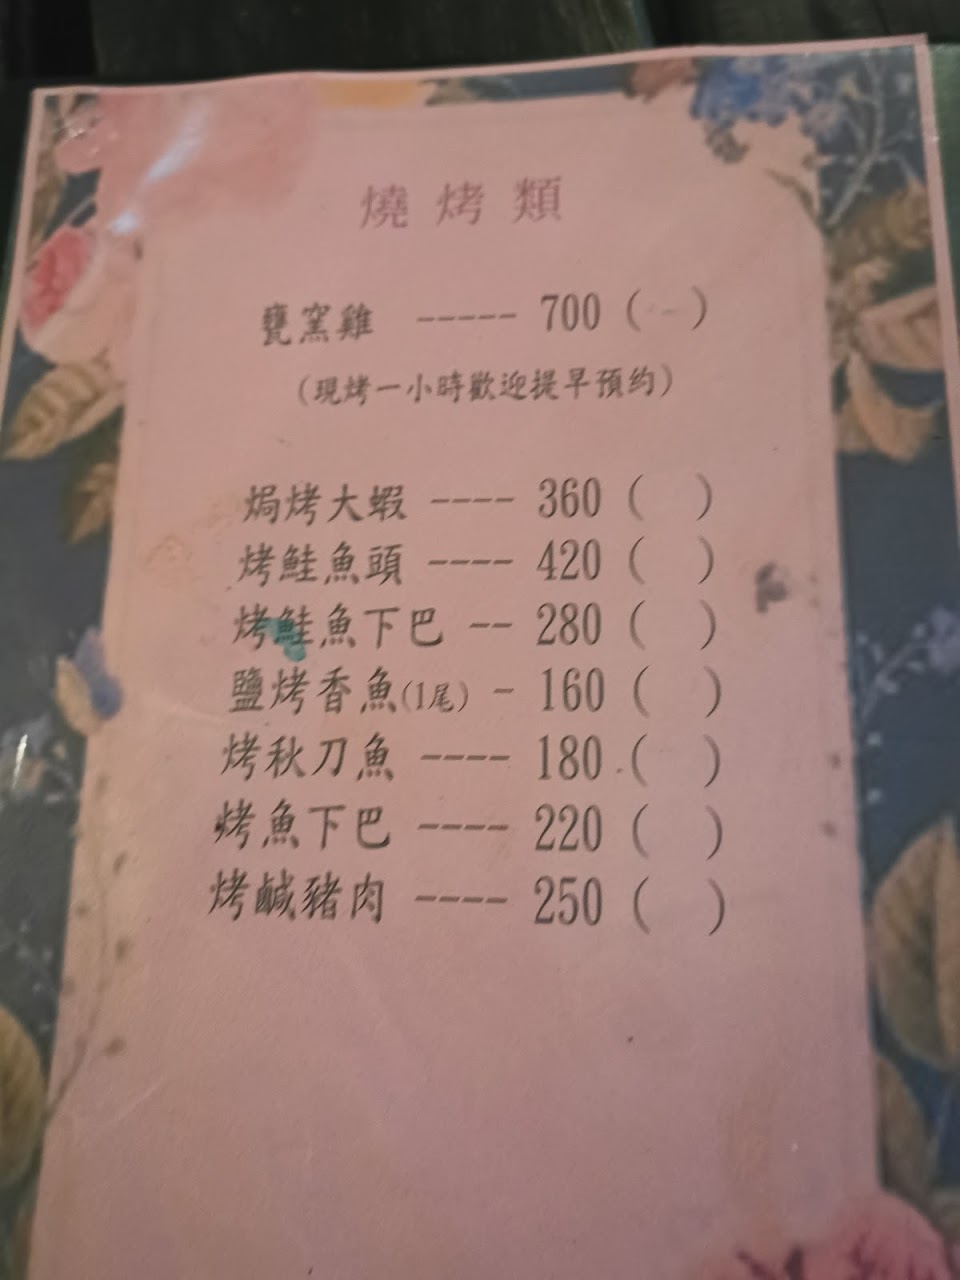 燒烤類
甕窯雞 ----- 700 ( )
(現烤一小時歡迎提早預約)
焗烤大蝦 ---- 360 ( )
烤鮭魚頭 ---- 420 ( )
烤鮭魚下巴 -- 280 ( )
鹽烤香魚(1尾) - 160 ( )
烤秋刀魚 ---- 180 ( )
烤魚下巴 ---- 220 ( )
烤鹹豬肉 ---- 250 ( )